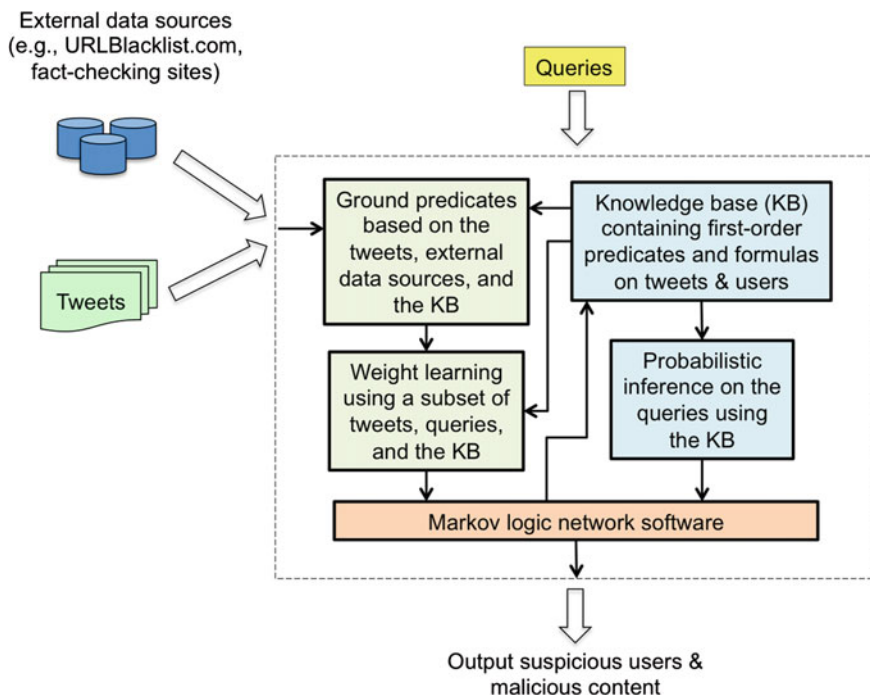 External data sources
(e.g., URLBlacklist.com,
fact-checking sites)
Queries
Tweets
Ground predicates
based on the
tweets, external
data sources, and
the KB
Knowledge base (KB)
containing first-order
predicates and formulas
on tweets & users
Weight learning
using a subset of
tweets, queries,
and the KB
Probabilistic
inference on the
queries using
the KB
Markov logic network software
Output suspicious users &
malicious content